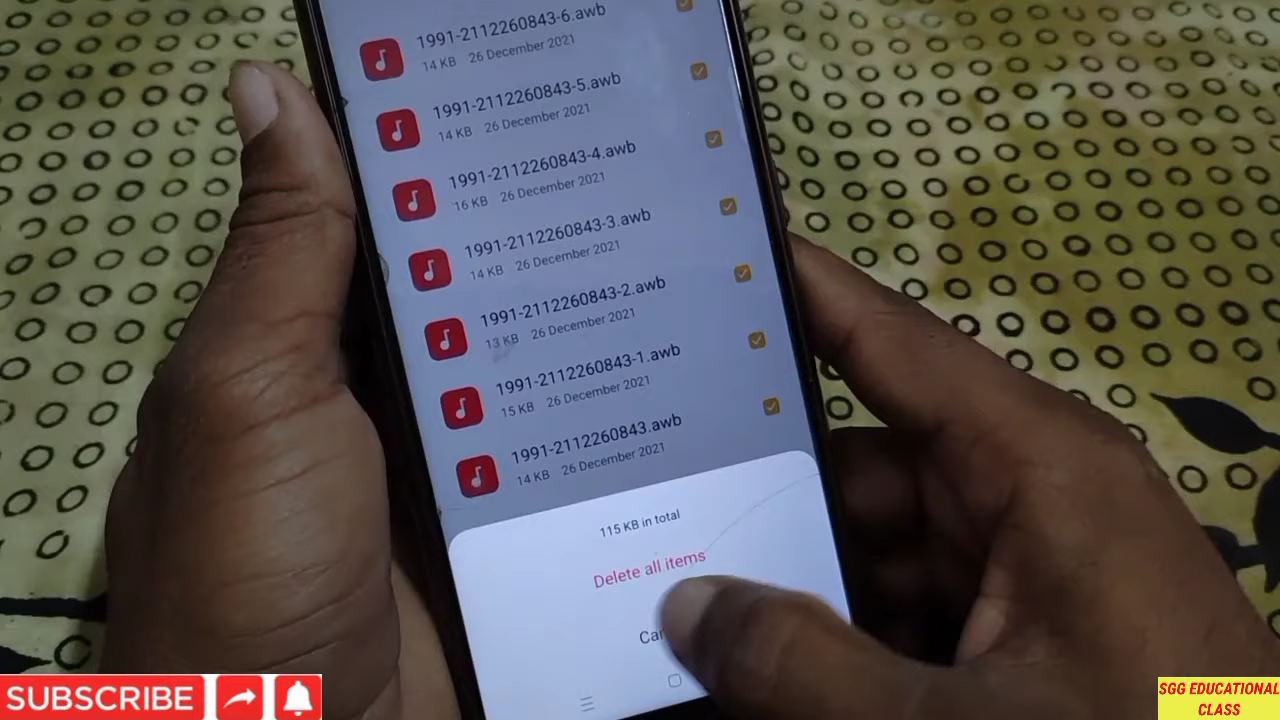 1991-2112260843-6.awb
14 KB 26 December 2021
1991-2112260843-5.awb
14 KB 26 December 2021
1991-2112260843-4.awb
16 KB 26 December 2021
1991-2112260843-3.awb
14 KB 26 December 2021
1991-2112260843-2.awb
13 KB 26 December 2021
1991-2112260843-1.awb
15 KB 26 December 2021
1991-2112260843.awb
14 KB 26 December 2021
115 KB in total
Delete all items
SUBSCRIBE
SGG EDUCATIONAL
CLASS